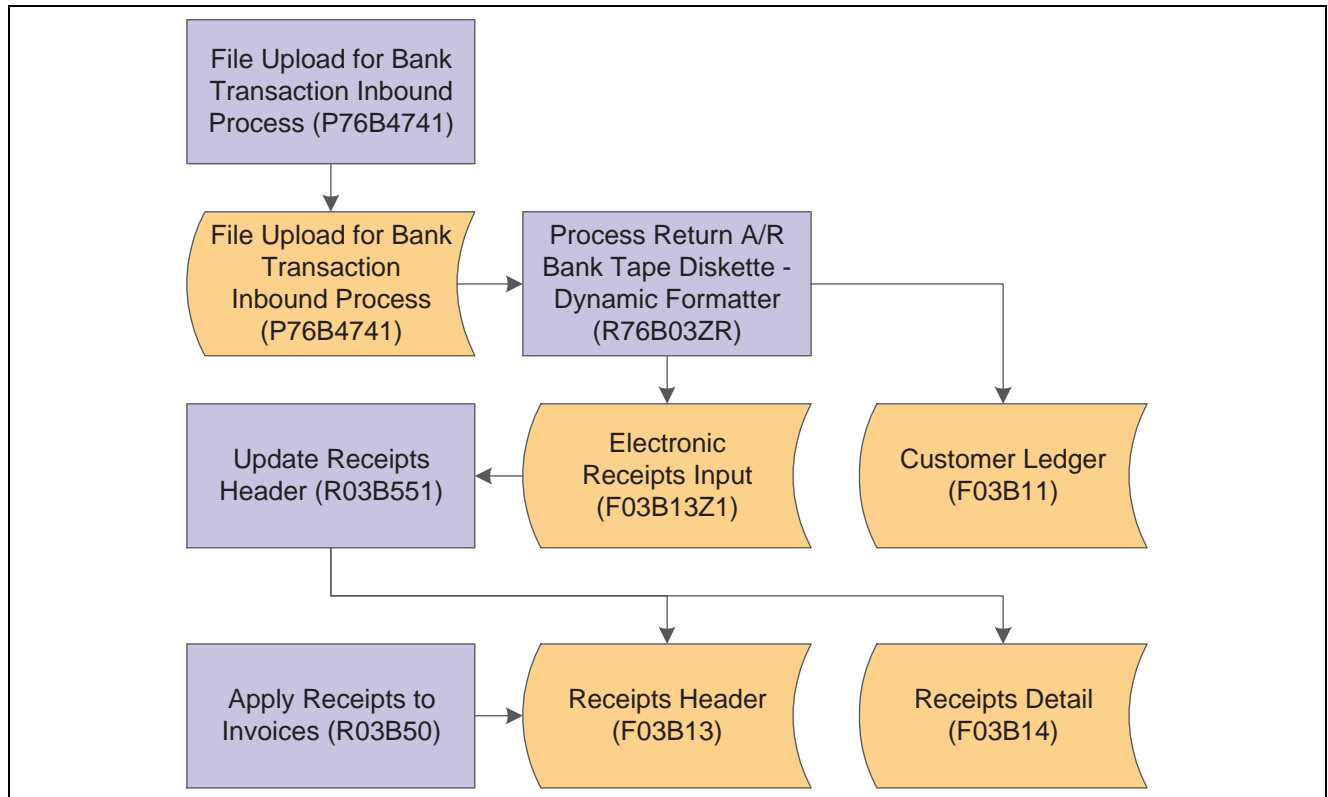 File Upload for Bank
Transaction Inbound
Process (P76B4741)
File Upload for Bank
Transaction
Inbound Process
(P76B4741)
Process Return A/R
Bank Tape Diskette -
Dynamic Formatter
(R76B03ZR)
Update Receipts
Header (R03B551)
Electronic
Receipts Input
(F03B13Z1)
Customer Ledger
(F03B11)
Apply Receipts to
Invoices (R03B50)
Receipts Header
(F03B13)
Receipts Detail
(F03B14)